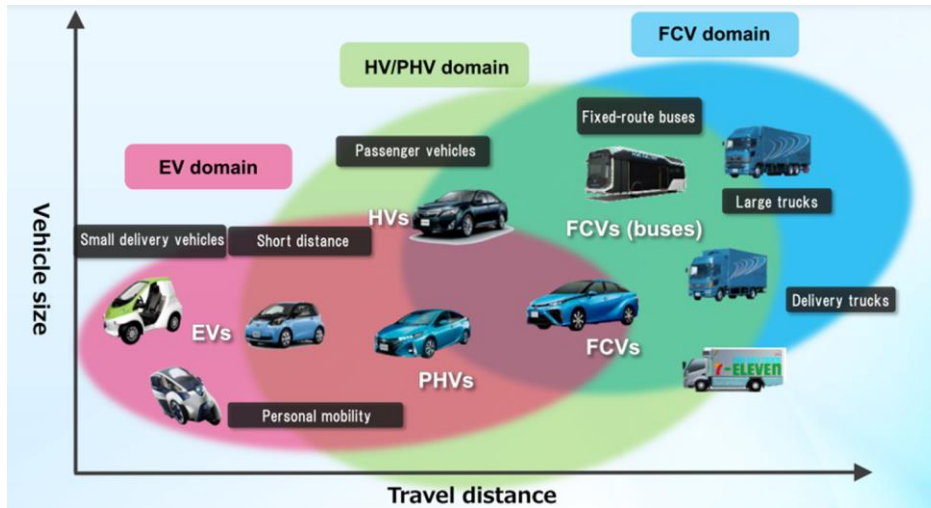 FCV domain
HV/PHV domain
EV domain
Fixed-route buses
Passenger vehicles
Large trucks
HVs
FCVs (buses)
Small delivery vehicles
Short distance
Delivery trucks
EVs
FCVs
PHVs
7-ELEVEN
Personal mobility
Vehicle size
Travel distance